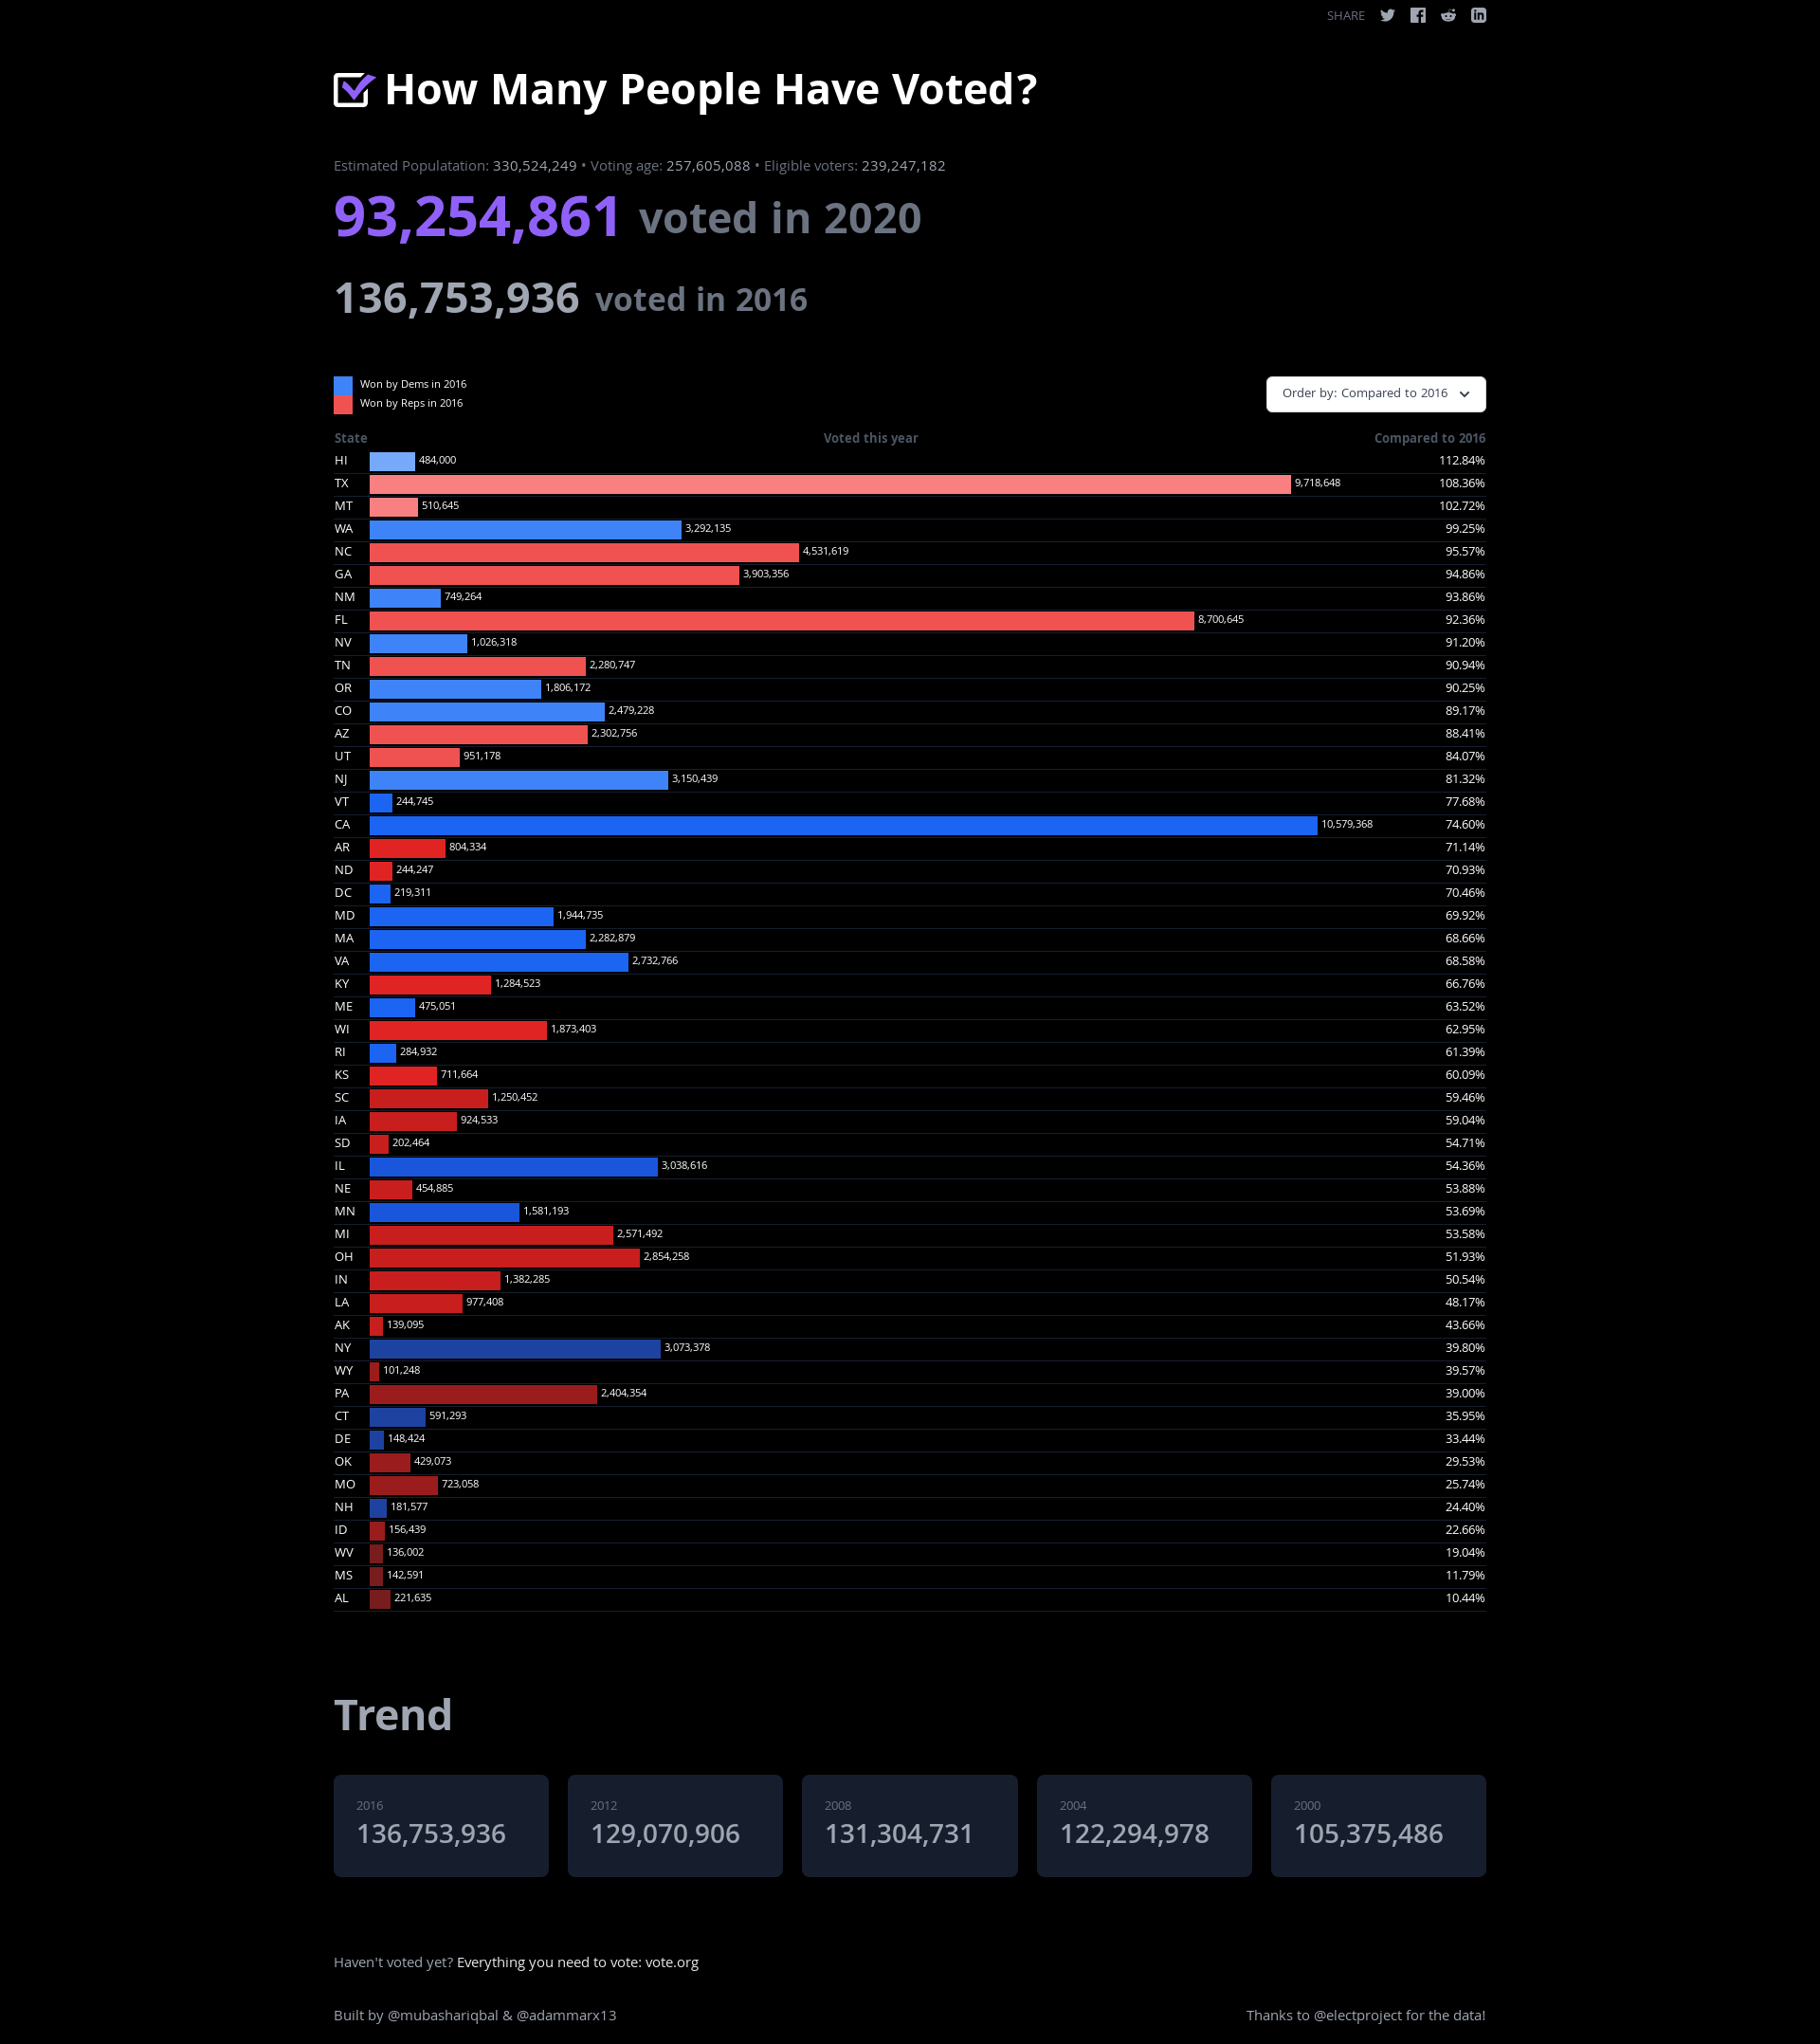 SHARE
How Many People Have Voted?
Estimated Populatation: 330,524,249 • Voting age: 257,605,088 • Eligible voters: 239,247,182
93,254,861 voted in 2020
136,753,936 voted in 2016
Won by Dems in 2016
Won by Reps in 2016
Order by: Compared to 2016
State Voted this year Compared to 2016
HI 484,000 112.84%
TX 9,718,648 108.36%
MT 510,645 102.72%
WA 3,292,135 99.25%
NC 4,531,619 95.57%
GA 3,903,356 94.86%
NM 749,264 93.86%
FL 8,700,645 92.36%
NV 1,026,318 91.20%
TN 2,280,747 90.94%
OR 1,806,172 90.25%
CO 2,479,228 89.17%
AZ 2,302,756 88.41%
UT 951,178 84.07%
NJ 3,150,439 81.32%
VT 244,745 77.68%
CA 10,579,368 74.60%
AR 804,334 71.14%
ND 244,247 70.93%
DC 219,311 70.46%
MD 1,944,735 69.92%
MA 2,282,879 68.66%
VA 2,732,766 68.58%
KY 1,284,523 66.76%
ME 475,051 63.52%
WI 1,873,403 62.95%
RI 284,932 61.39%
KS 711,664 60.09%
SC 1,250,452 59.46%
IA 924,533 59.04%
SD 202,464 54.71%
IL 3,038,616 54.36%
NE 454,885 53.88%
MN 1,581,193 53.69%
MI 2,571,492 53.58%
OH 2,854,258 51.93%
IN 1,382,285 50.54%
LA 977,408 48.17%
AK 139,095 43.66%
NY 3,073,378 39.80%
WY 101,248 39.57%
PA 2,404,354 39.00%
CT 591,293 35.95%
DE 148,424 33.44%
OK 429,073 29.53%
MO 723,058 25.74%
NH 181,577 24.40%
ID 156,439 22.66%
WV 136,002 19.04%
MS 142,591 11.79%
AL 221,635 10.44%
Trend
2016 2012 2008 2004 2000
136,753,936 129,070,906 131,304,731 122,294,978 105,375,486
Haven't voted yet? Everything you need to vote: vote.org
Built by @mubashariqbal & @adammarx13 Thanks to @electproject for the data!